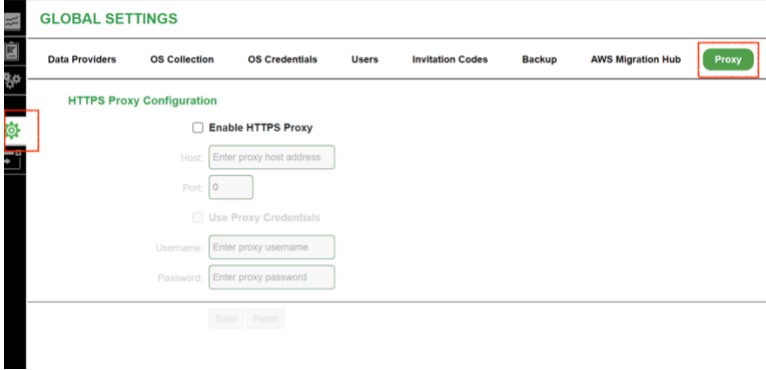 GLOBAL SETTINGS
Data Providers OS Collection OS Credentials Users Invitation Codes Backup AWS Migration Hub Proxy
HTTPS Proxy Configuration
Enable HTTPS Proxy
Host: Enter proxy host address
Port: 0
Use Proxy Credentials
Username: Enter proxy username
Password: Enter proxy password
Save Reset